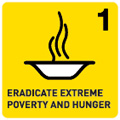 1
ERADICATE EXTREME
POVERTY AND HUNGER